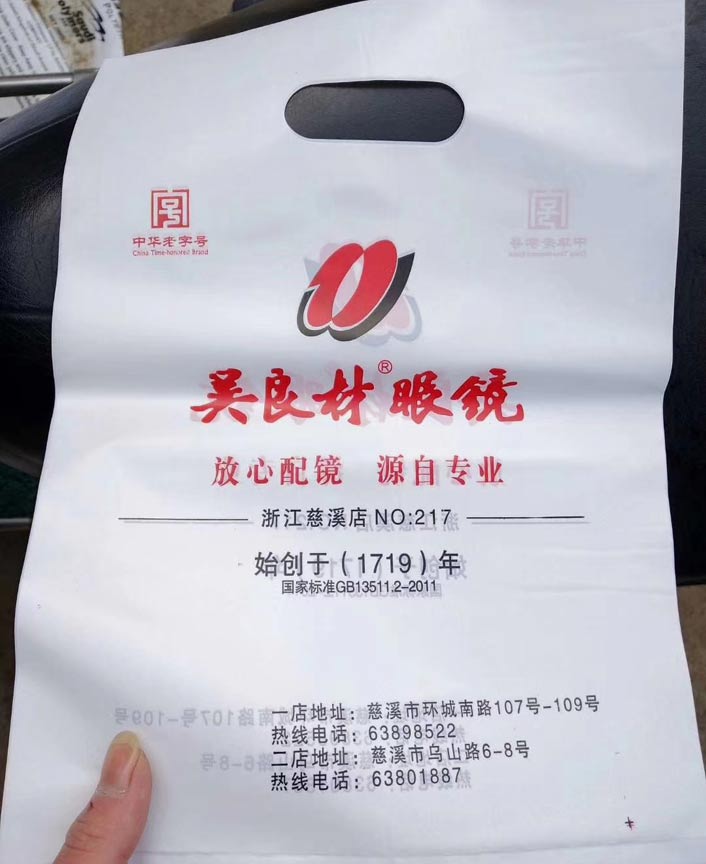 中华老字号
China Time-honored Brand
吴良材®眼镜
放心配镜 源自专业
浙江慈溪店 NO:217
始创于(1719)年
国家标准GB13511.2-2011
一店地址:慈溪市环城南路107号-109号
热线电话:63898522
二店地址:慈溪市乌山路6-8号
热线电话:63801887